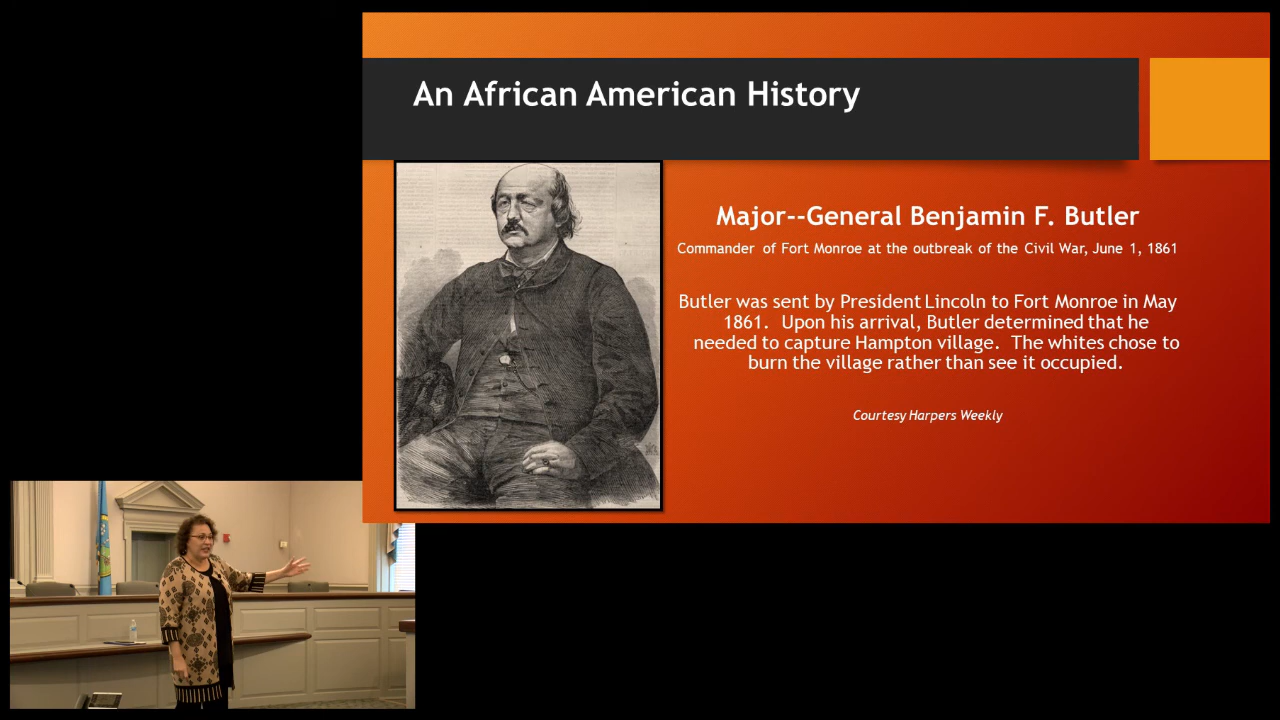 An African American History
Major--General Benjamin F. Butler
Commander of Fort Monroe at the outbreak of the Civil War, June 1, 1861
Butler was sent by President Lincoln to Fort Monroe in May
1861. Upon his arrival, Butler determined that he
needed to capture Hampton village. The whites chose to
burn the village rather than see it occupied.
Courtesy Harpers Weekly